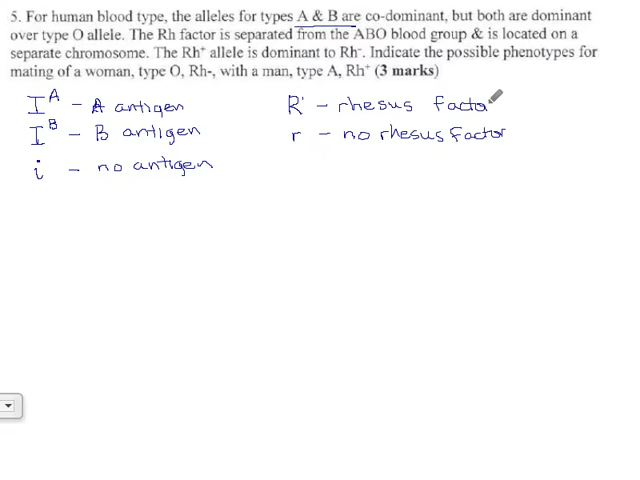 5. For human blood type, the alleles for types A & B are co-dominant, but both are dominant
over type O allele. The Rh factor is separated from the ABO blood group & is located on a
separate chromosome. The Rh⁺ allele is dominant to Rh⁻. Indicate the possible phenotypes for
mating of a woman, type O, Rh-, with a man, type A, Rh⁺ (3 marks)
Iᴬ – A antigen
Iᴮ – B antigen
i – no antigen
R – rhesus facto
r – no rhesus factor